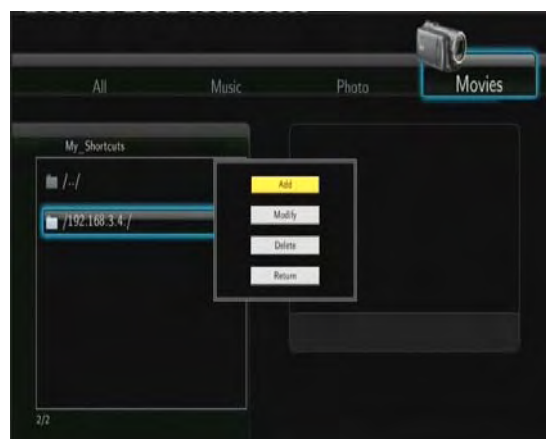 All Music Photo Movies
My_Shortcuts
/../
/192.168.3.4:/
Add
Modify
Delete
Return
2/2